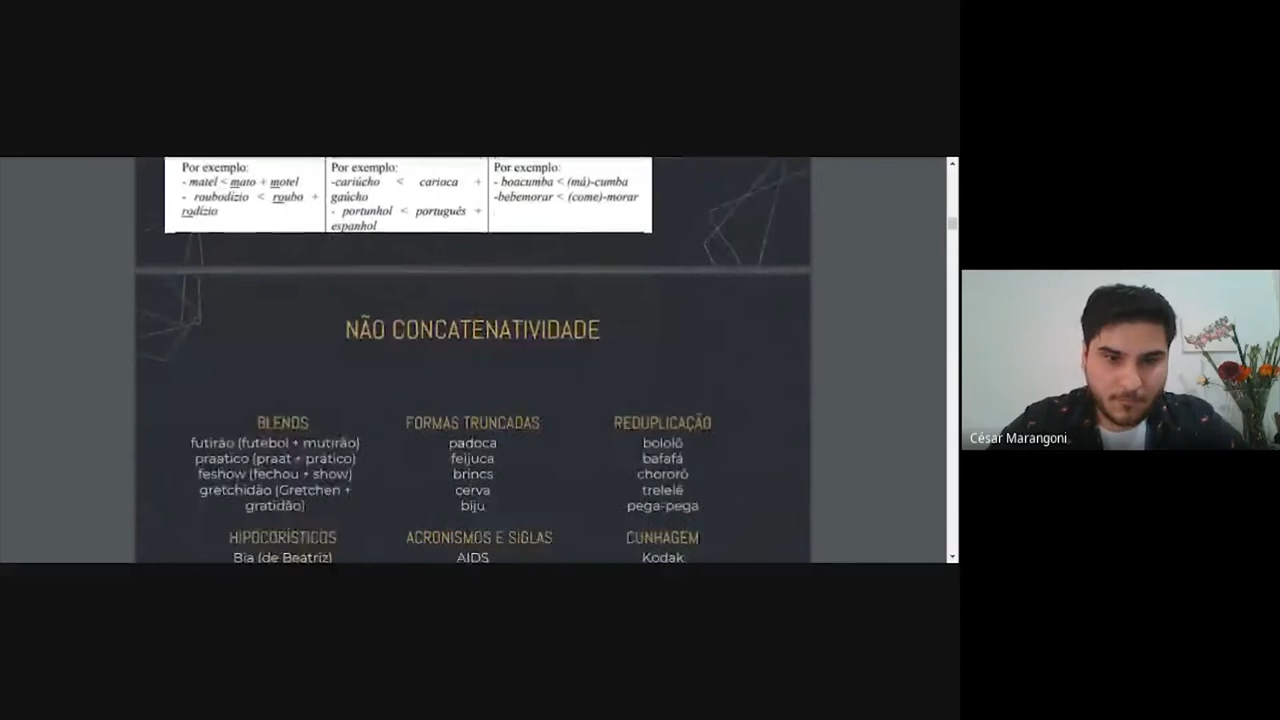 Por exemplo:
- matel < mato + motel
- roubodízio < roubo +
rodízio
Por exemplo:
-cariúcho < carioca +
gaúcho
- portunhol < português +
espanhol
Por exemplo:
- boacumba < (má)-cumba
-bebemorar < (come)-morar
NÃO CONCATENATIVIDADE
BLENDS
futirão (futebol + mutirão)
praatico (praat + prático)
feshow (fechou + show)
gretchidão (Gretchen +
gratidão)
FORMAS TRUNCADAS
padoca
feijuca
brincs
cerva
biju
REDUPLICAÇÃO
bololô
bafafá
chororô
trelelê
pega-pega
HIPOCORÍSTICOS
Bia (de Beatriz)
ACRONISMOS E SIGLAS
AIDS
CUNHAGEM
Kodak
César Marangoni